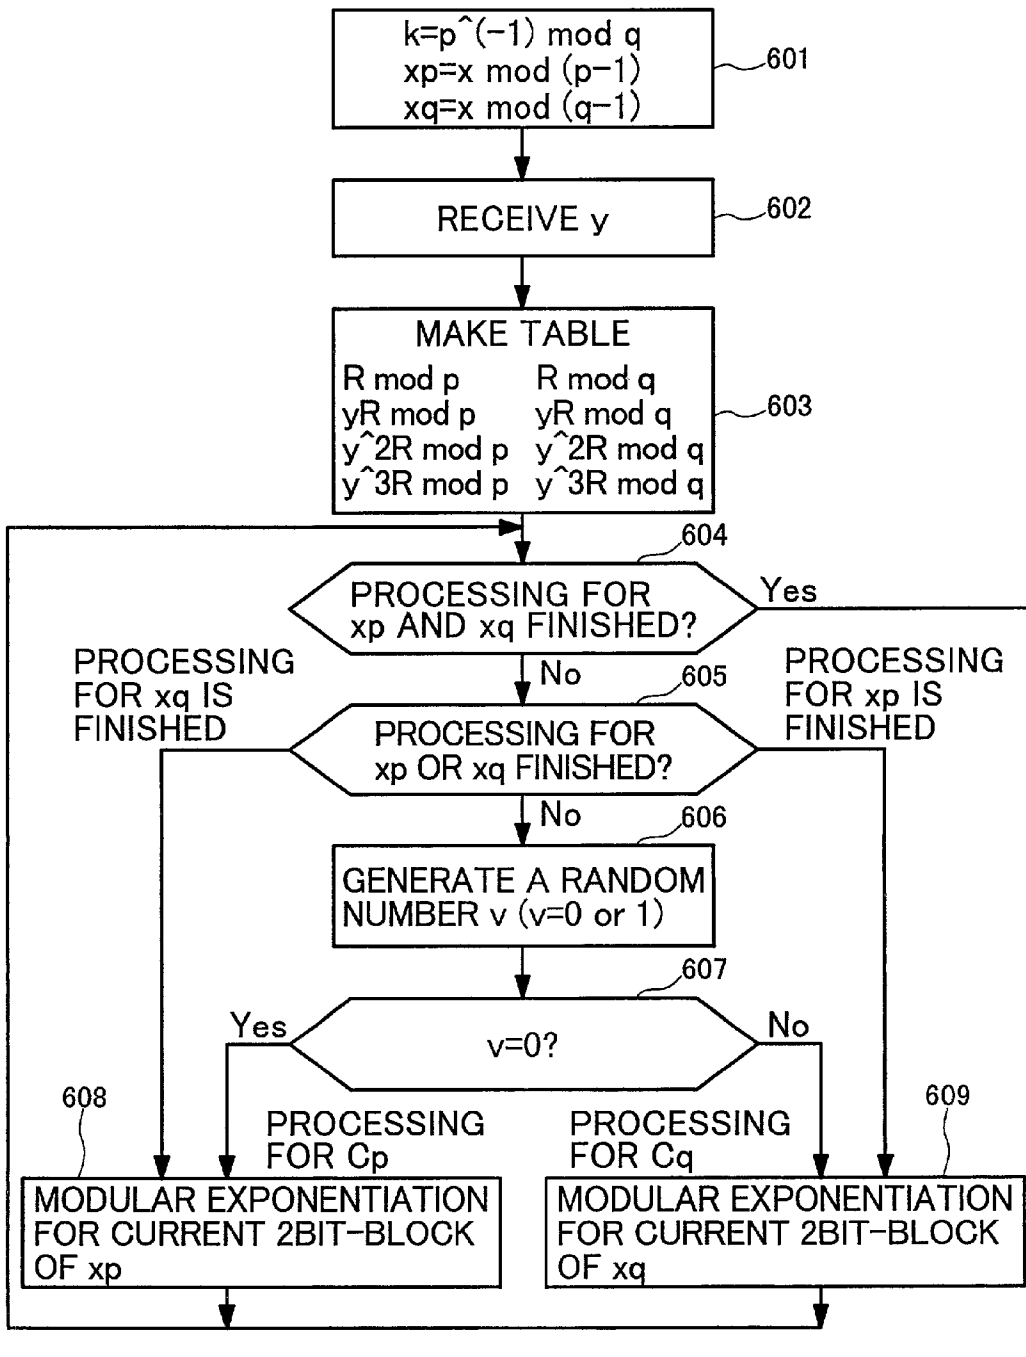 k=p^(-1) mod q
xp=x mod (p-1)
xq=x mod (q-1)
601
RECEIVE y
602
MAKE TABLE
R mod p R mod q
yR mod p yR mod q
y^2R mod p y^2R mod q
y^3R mod p y^3R mod q
603
604
PROCESSING FOR
xp AND xq FINISHED?
Yes
No
PROCESSING
FOR xq IS
FINISHED
605
PROCESSING
FOR xp IS
FINISHED
PROCESSING FOR
xp OR xq FINISHED?
No
606
GENERATE A RANDOM
NUMBER v (v=0 or 1)
607
Yes
v=0?
No
608
PROCESSING
FOR Cp
PROCESSING
FOR Cq
609
MODULAR EXPONENTIATION
FOR CURRENT 2BIT-BLOCK
OF xp
MODULAR EXPONENTIATION
FOR CURRENT 2BIT-BLOCK
OF xq